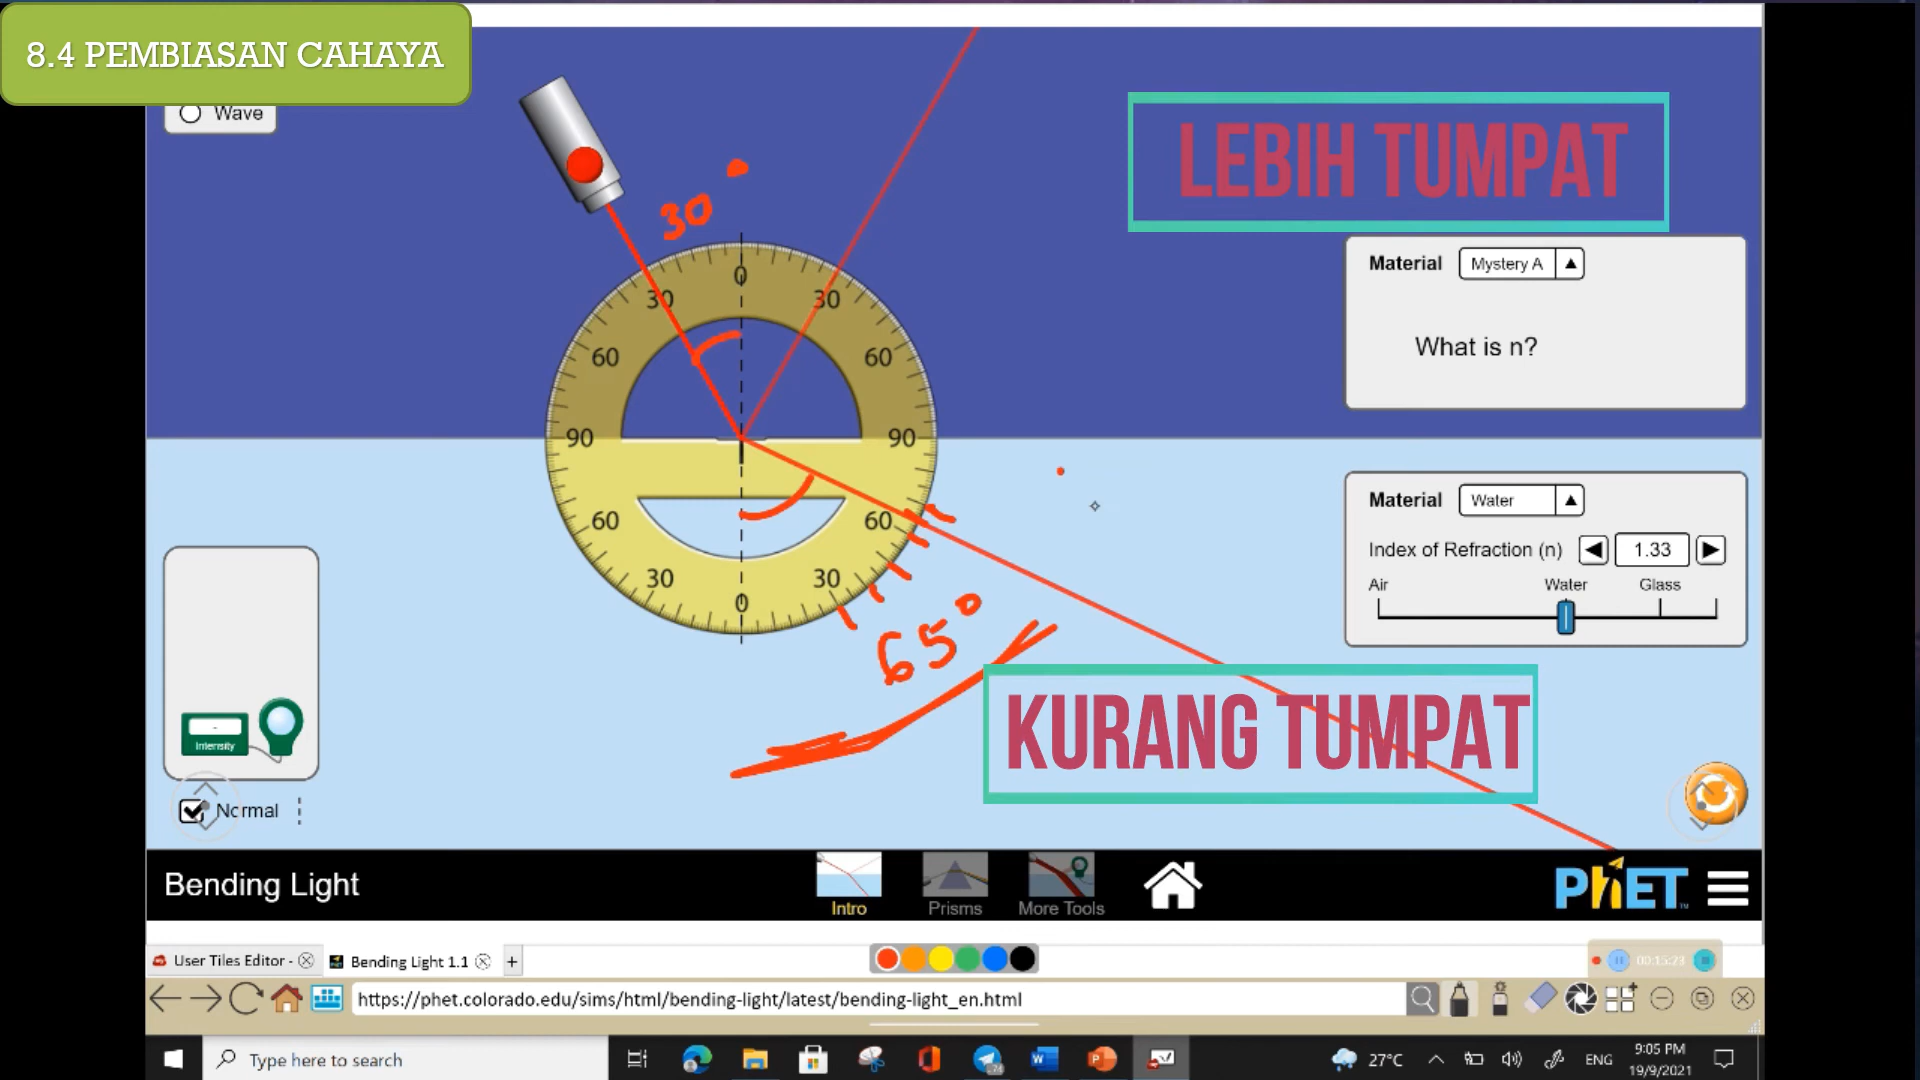 8.4 PEMBIASAN CAHAYA
Wave
LEBIH TUMPAT
30
0
30
30
60
60
90
90
60
60
30
30
0
65°
Material Mystery A
What is n?
Material Water
Index of Refraction (n) 1.33
Air Water Glass
KURANG TUMPAT
-
Intensity
Normal
Bending Light
Intro
Prisms
More Tools
PhET
User Tiles Editor -
Bending Light 1.1
+
00:15:23
https://phet.colorado.edu/sims/html/bending-light/latest/bending-light_en.html
Type here to search
27°C
ENG
9:05 PM
19/9/2021